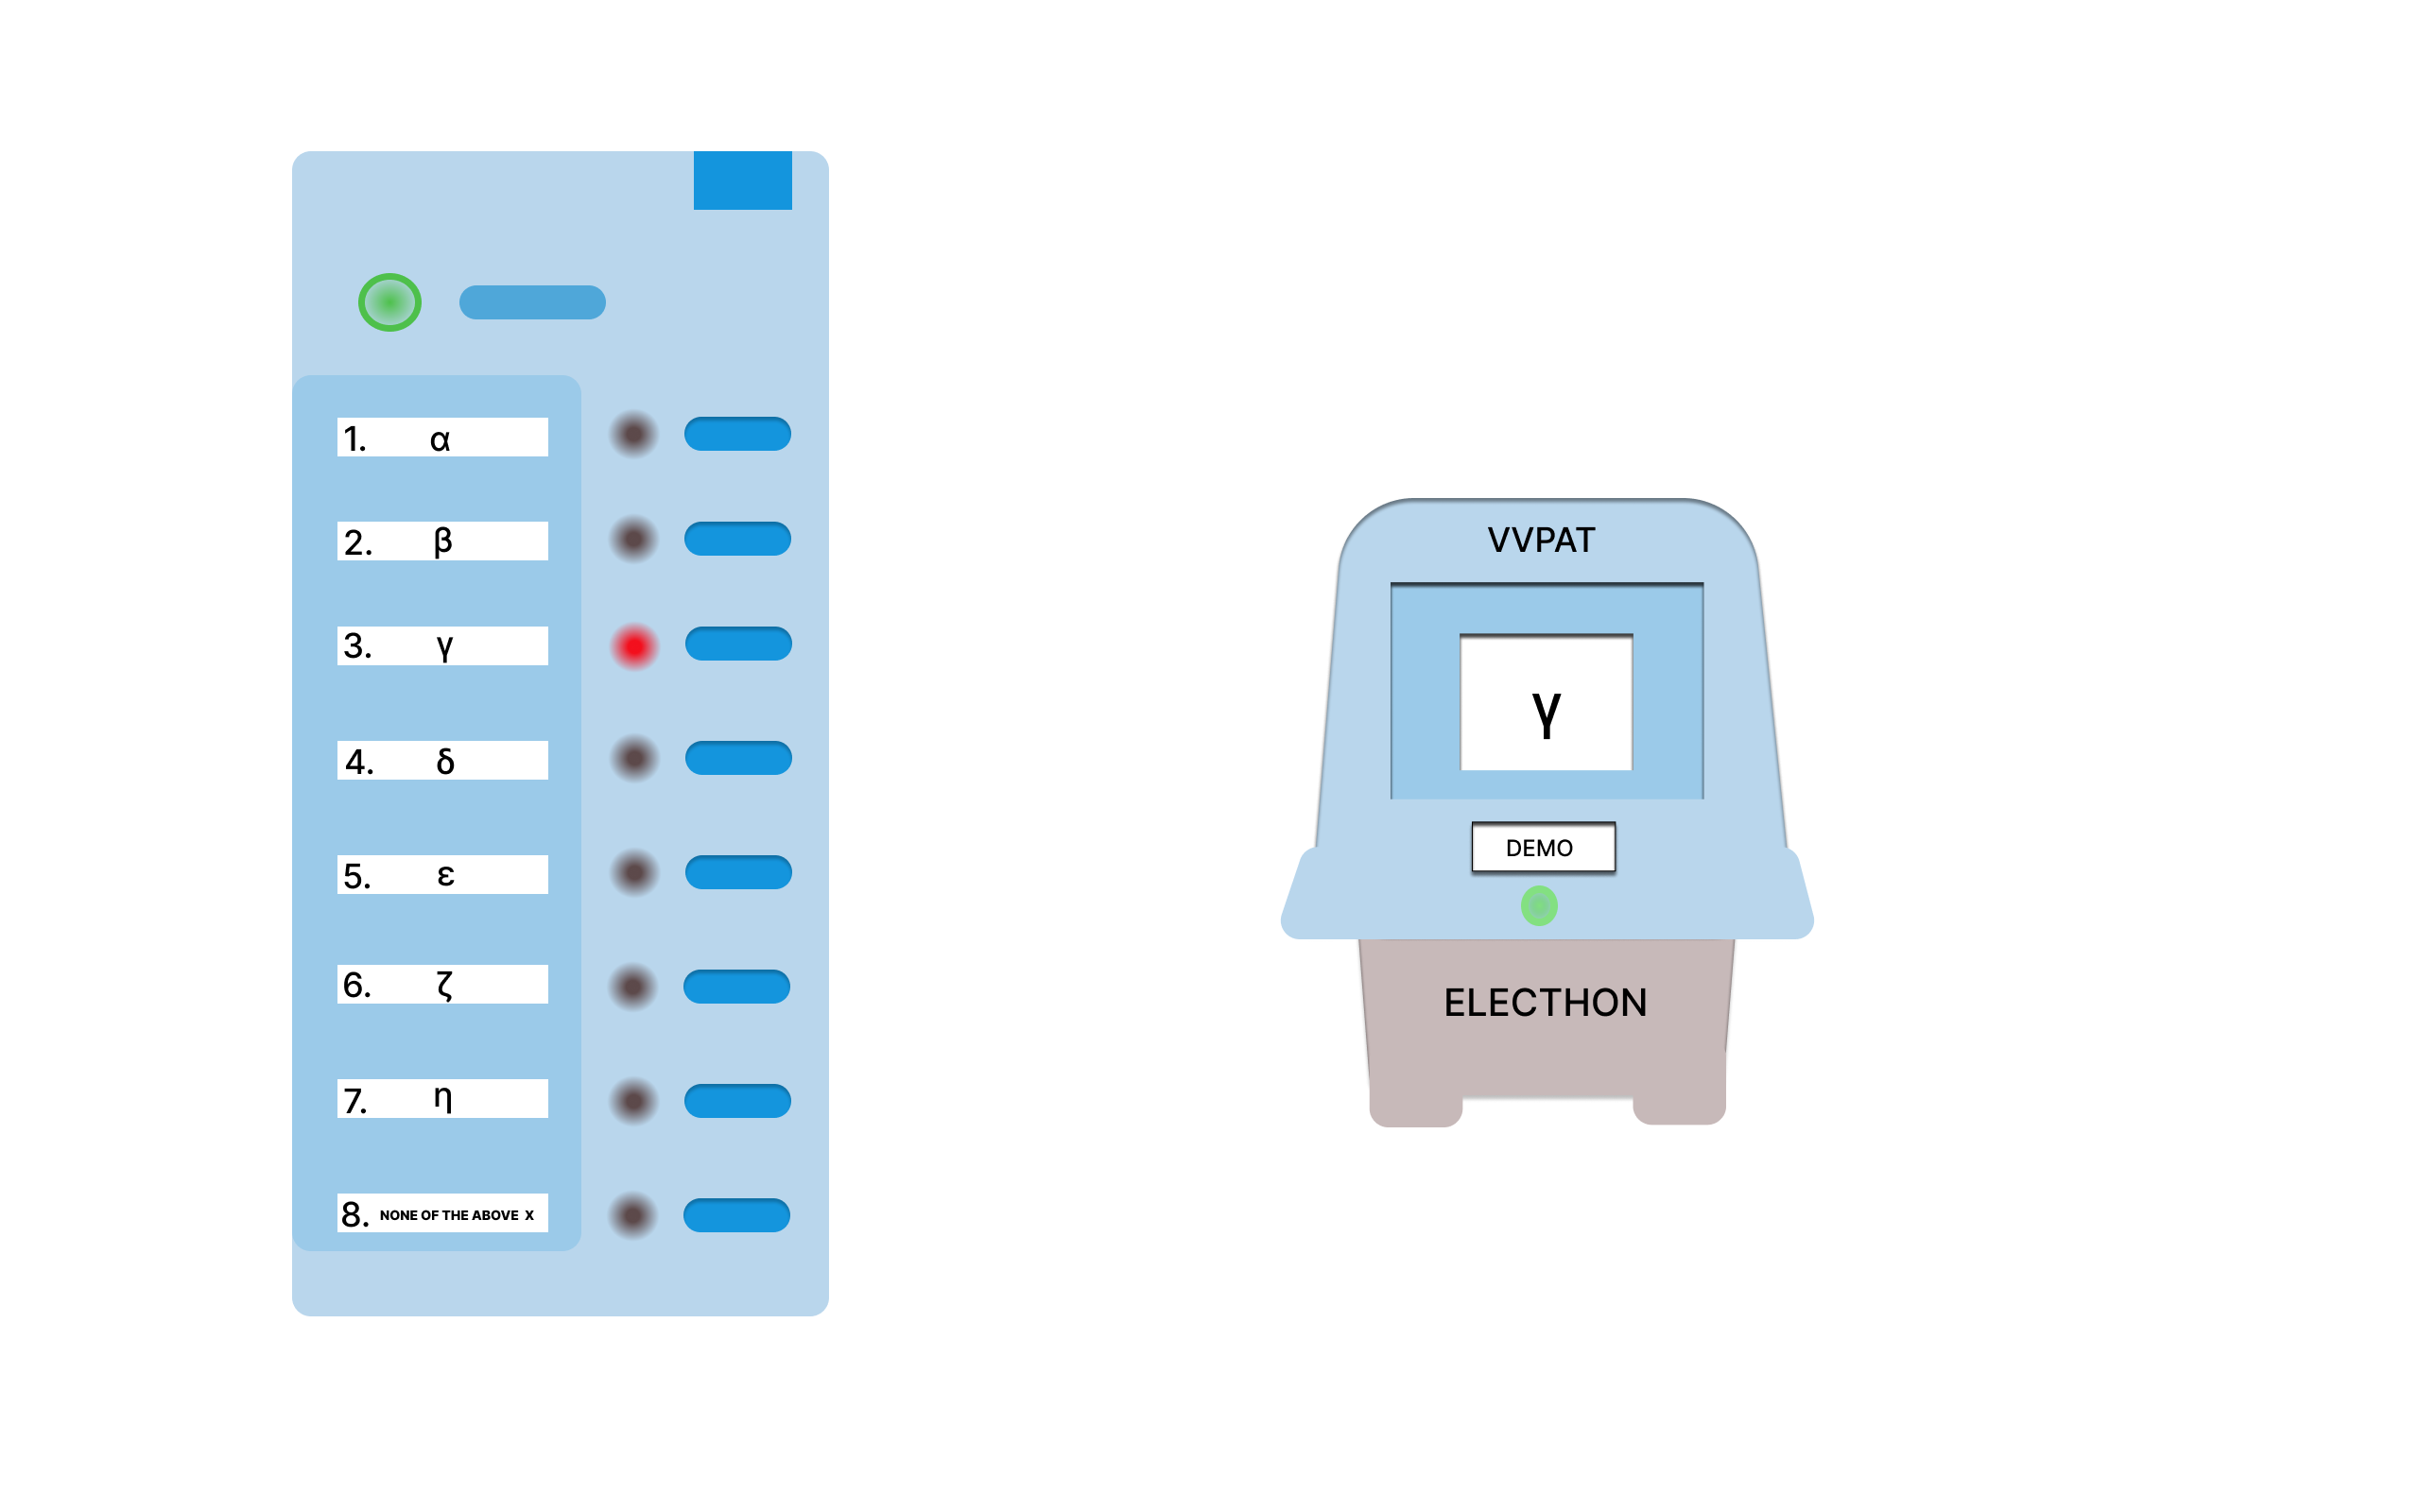 1. α
2. β
3. γ
4. δ
5. ε
6. ζ
7. η
8. NONE OF THE ABOVE X
VVPAT
γ
DEMO
ELECTHON